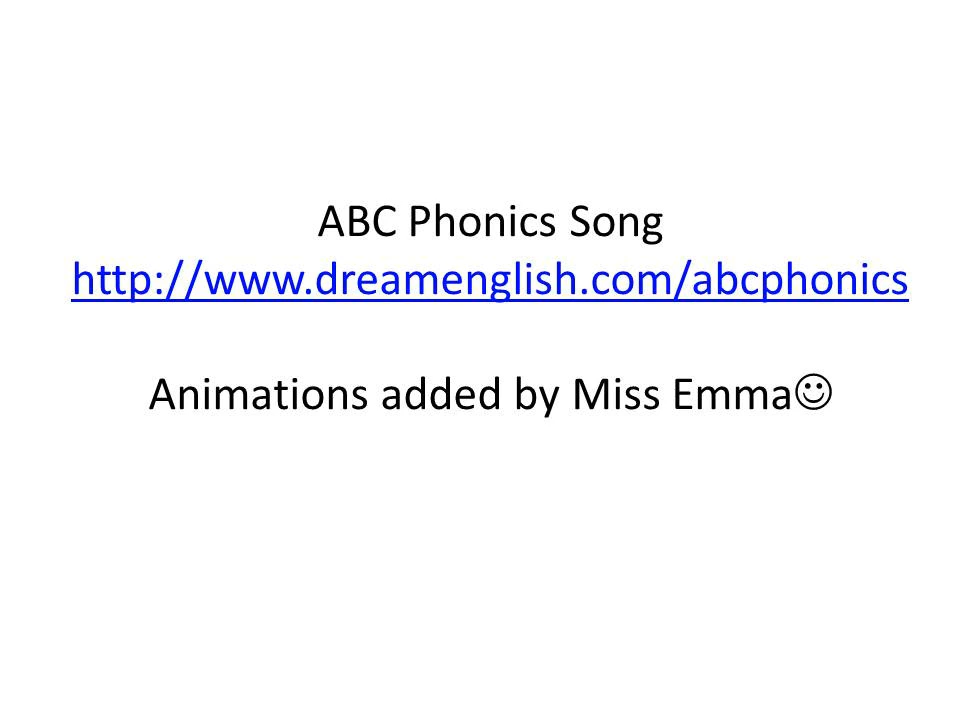 ABC Phonics Song
http://www.dreamenglish.com/abcphonics
Animations added by Miss Emma☺